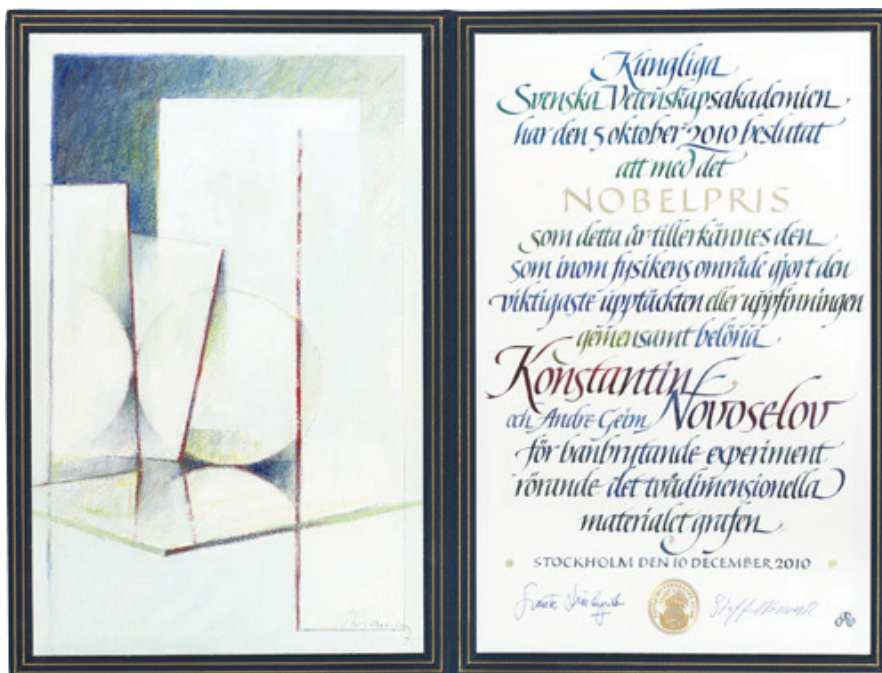 Kungliga
Svenska Vetenskapsakademien
har den 5 oktober 2010 beslutat
att med det
NOBELPRIS
som detta år tillerkännes den
som inom fysikens område gjort den
viktigaste upptäckten eller uppfinningen
gemensamt belöna
Konstantin
och Andre Geim Novoselov
för banbrytande experiment
rörande det tvådimensionella
materialet grafen
STOCKHOLM DEN 10 DECEMBER 2010